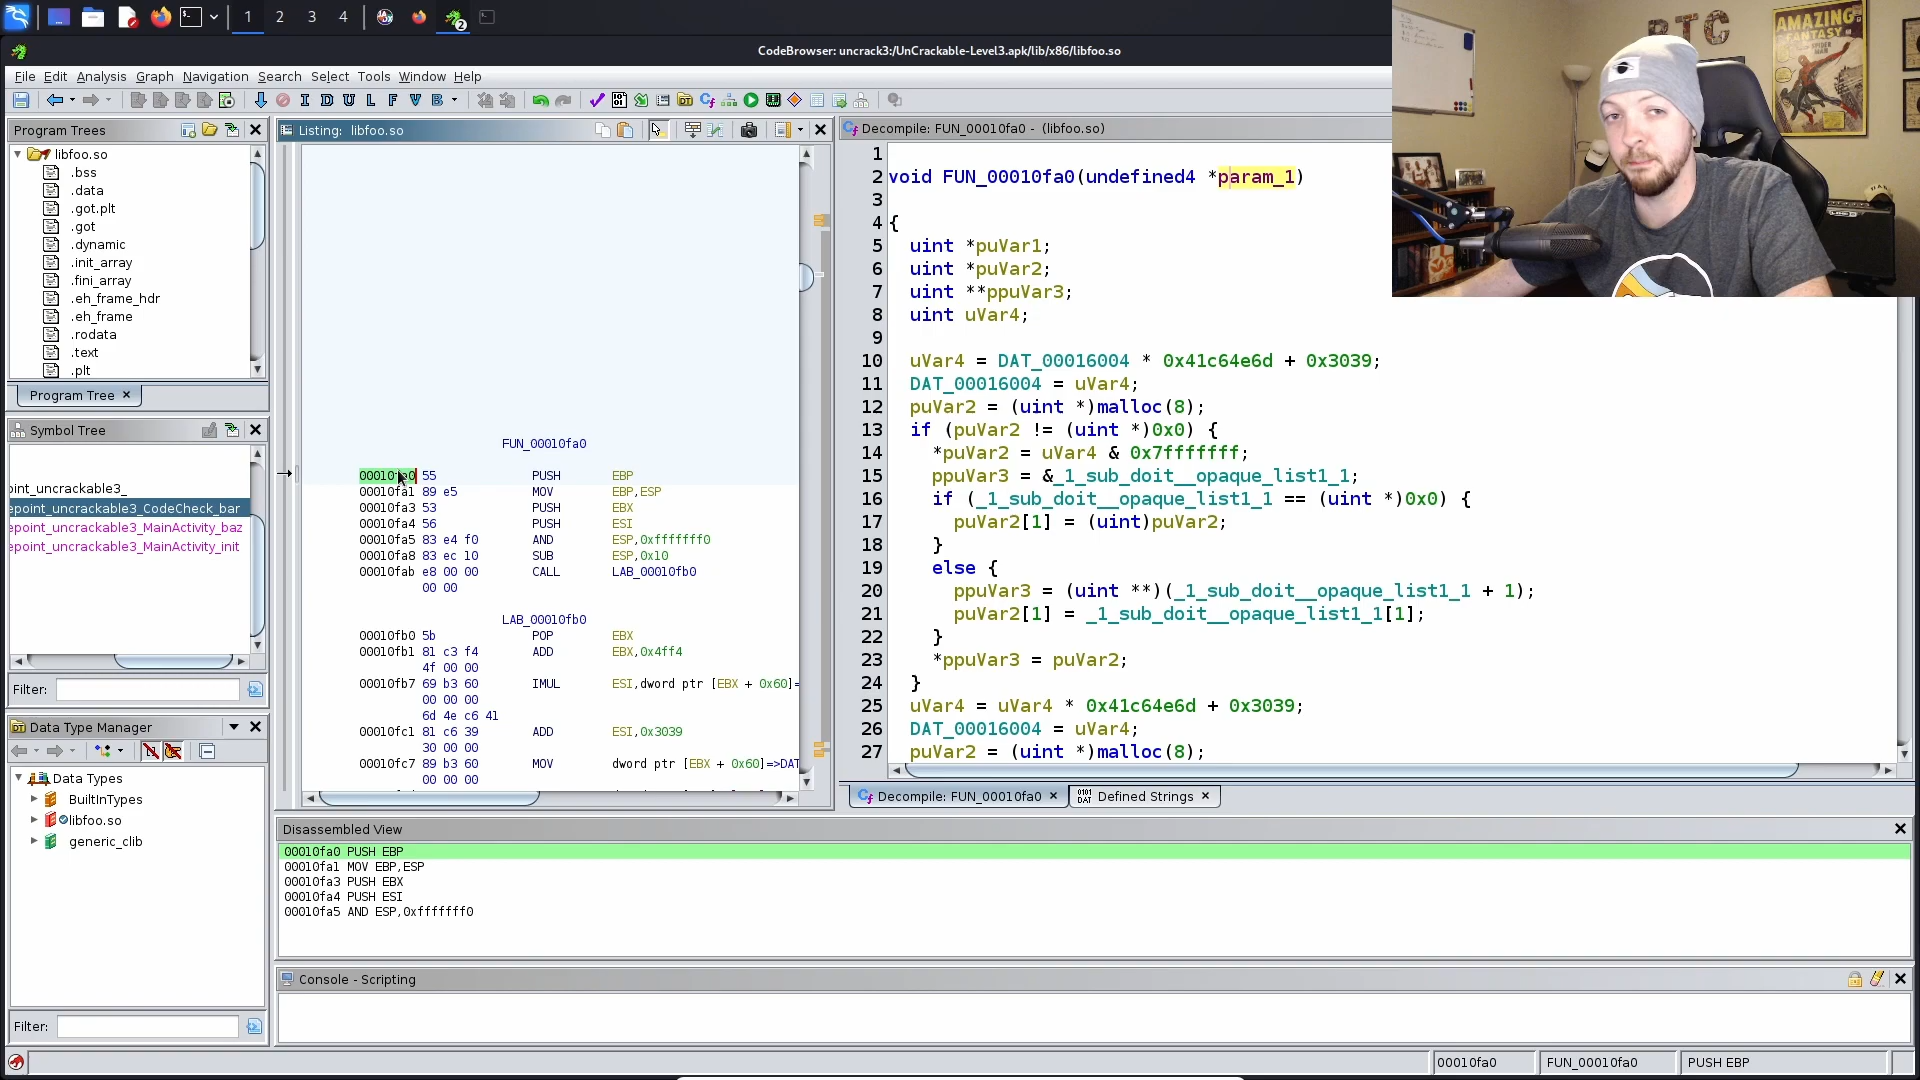 1 2 3 4
CodeBrowser: uncrack3:/UnCrackable-Level3.apk/lib/x86/libfoo.so
File Edit Analysis Graph Navigation Search Select Tools Window Help
I D U L F V B
RTC
AMAZING FANTASY
Program Trees
libfoo.so
.bss
.data
.got.plt
.got
.dynamic
.init_array
.fini_array
.eh_frame_hdr
.eh_frame
.rodata
.text
.plt
Program Tree
Symbol Tree
oint_uncrackable3_
epoint_uncrackable3_CodeCheck_bar
epoint_uncrackable3_MainActivity_baz
epoint_uncrackable3_MainActivity_init
Filter:
Data Type Manager
Data Types
BuiltInTypes
libfoo.so
generic_clib
Filter:
Listing: libfoo.so
FUN_00010fa0
00010fa0 55 PUSH EBP
00010fa1 89 e5 MOV EBP,ESP
00010fa3 53 PUSH EBX
00010fa4 56 PUSH ESI
00010fa5 83 e4 f0 AND ESP,0xfffffff0
00010fa8 83 ec 10 SUB ESP,0x10
00010fab e8 00 00 CALL LAB_00010fb0
00 00
LAB_00010fb0
00010fb0 5b POP EBX
00010fb1 81 c3 f4 ADD EBX,0x4ff4
4f 00 00
00010fb7 69 b3 60 IMUL ESI,dword ptr [EBX + 0x60]=
00 00 00
6d 4e c6 41
00010fc1 81 c6 39 ADD ESI,0x3039
30 00 00
00010fc7 89 b3 60 MOV dword ptr [EBX + 0x60]=>DAT
00 00 00
Decompile: FUN_00010fa0 - (libfoo.so)
1
2 void FUN_00010fa0(undefined4 *param_1)
3
4 {
5 uint *puVar1;
6 uint *puVar2;
7 uint **ppuVar3;
8 uint uVar4;
9
10 uVar4 = DAT_00016004 * 0x41c64e6d + 0x3039;
11 DAT_00016004 = uVar4;
12 puVar2 = (uint *)malloc(8);
13 if (puVar2 != (uint *)0x0) {
14 *puVar2 = uVar4 & 0x7fffffff;
15 ppuVar3 = &_1_sub_doit__opaque_list1_1;
16 if (_1_sub_doit__opaque_list1_1 == (uint *)0x0) {
17 puVar2[1] = (uint)puVar2;
18 }
19 else {
20 ppuVar3 = (uint **)(_1_sub_doit__opaque_list1_1 + 1);
21 puVar2[1] = _1_sub_doit__opaque_list1_1[1];
22 }
23 *ppuVar3 = puVar2;
24 }
25 uVar4 = uVar4 * 0x41c64e6d + 0x3039;
26 DAT_00016004 = uVar4;
27 puVar2 = (uint *)malloc(8);
Decompile: FUN_00010fa0
Defined Strings
Disassembled View
00010fa0 PUSH EBP
00010fa1 MOV EBP,ESP
00010fa3 PUSH EBX
00010fa4 PUSH ESI
00010fa5 AND ESP,0xfffffff0
Console - Scripting
00010fa0 FUN_00010fa0 PUSH EBP